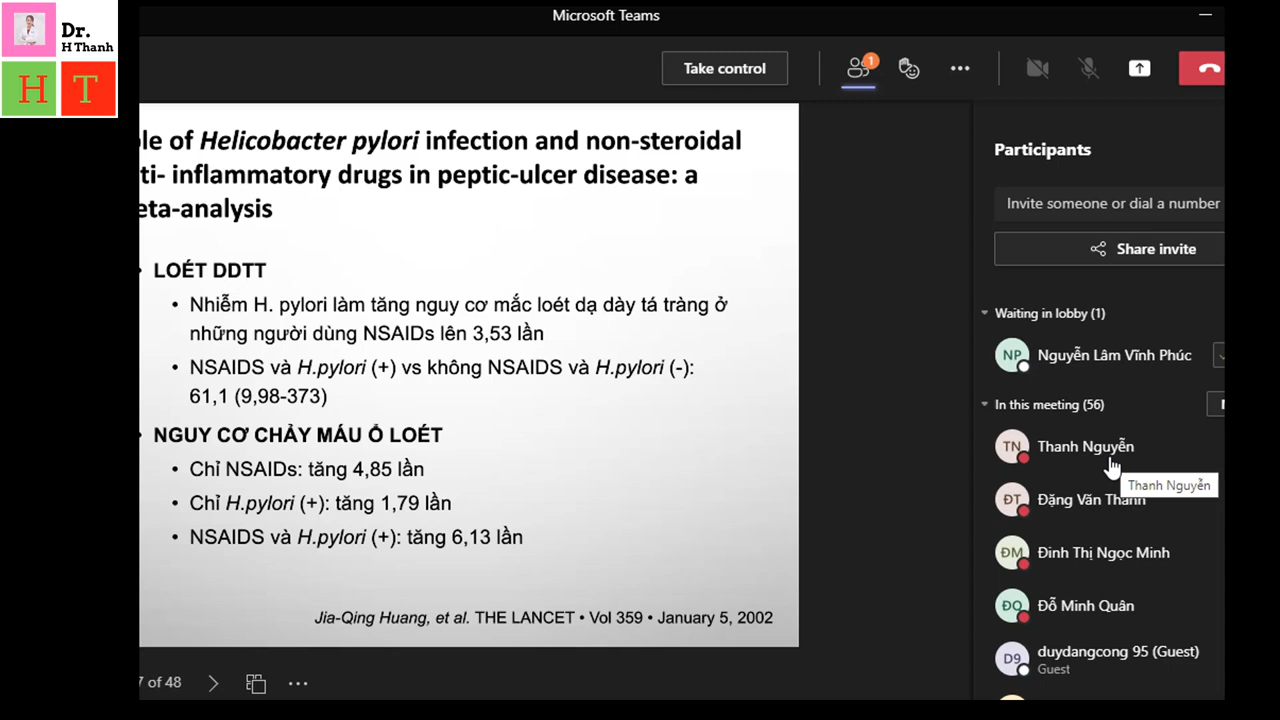 Dr.
H Thanh
H T
Microsoft Teams
Take control
1
ole of Helicobacter pylori infection and non-steroidal
ti- inflammatory drugs in peptic-ulcer disease: a
eta-analysis
• LOÉT DDTT
• Nhiễm H. pylori làm tăng nguy cơ mắc loét dạ dày tá tràng ở
những người dùng NSAIDs lên 3,53 lần
• NSAIDS và H.pylori (+) vs không NSAIDS và H.pylori (-):
61,1 (9,98-373)
• NGUY CƠ CHẢY MÁU Ổ LOÉT
• Chỉ NSAIDs: tăng 4,85 lần
• Chỉ H.pylori (+): tăng 1,79 lần
• NSAIDS và H.pylori (+): tăng 6,13 lần
Jia-Qing Huang, et al. THE LANCET • Vol 359 • January 5, 2002
7 of 48
Participants
Invite someone or dial a number
Share invite
Waiting in lobby (1)
NP Nguyễn Lâm Vĩnh Phúc
In this meeting (56)
TN Thanh Nguyễn
Thanh Nguyễn
ĐT Đặng Văn Thành
ĐM Đinh Thị Ngọc Minh
ĐQ Đỗ Minh Quân
D9 duydangcong 95 (Guest)
Guest